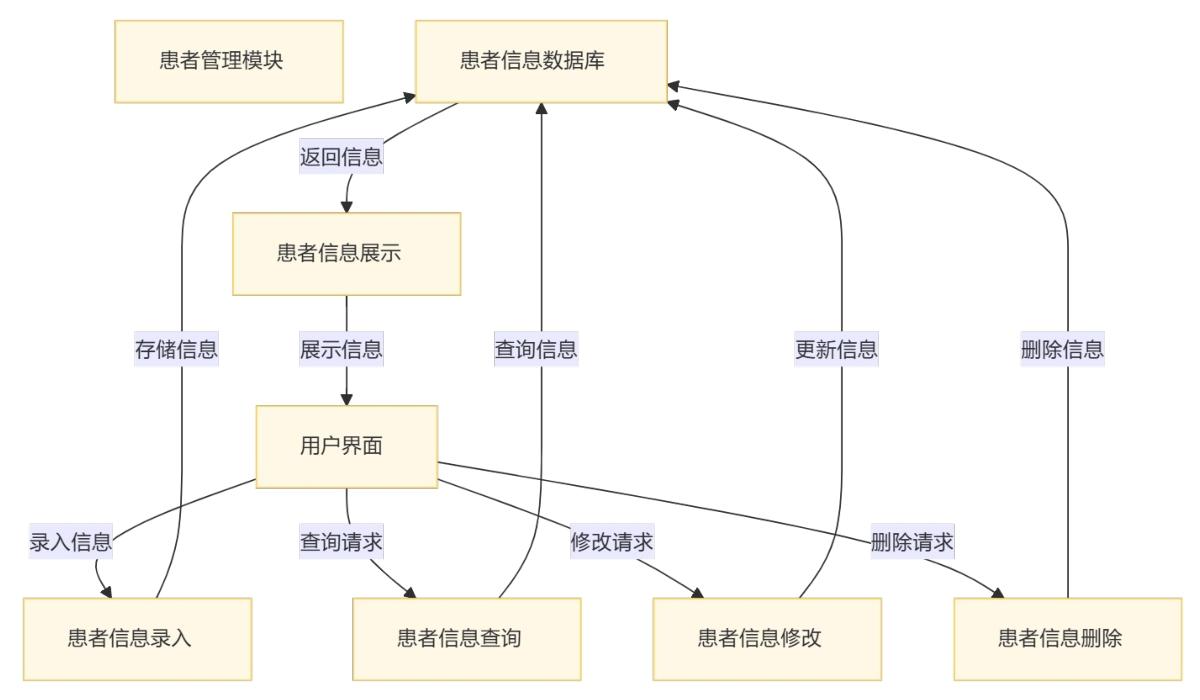 患者管理模块
患者信息数据库
返回信息
患者信息展示
存储信息
展示信息
查询信息
更新信息
删除信息
用户界面
录入信息
查询请求
修改请求
删除请求
患者信息录入
患者信息查询
患者信息修改
患者信息删除